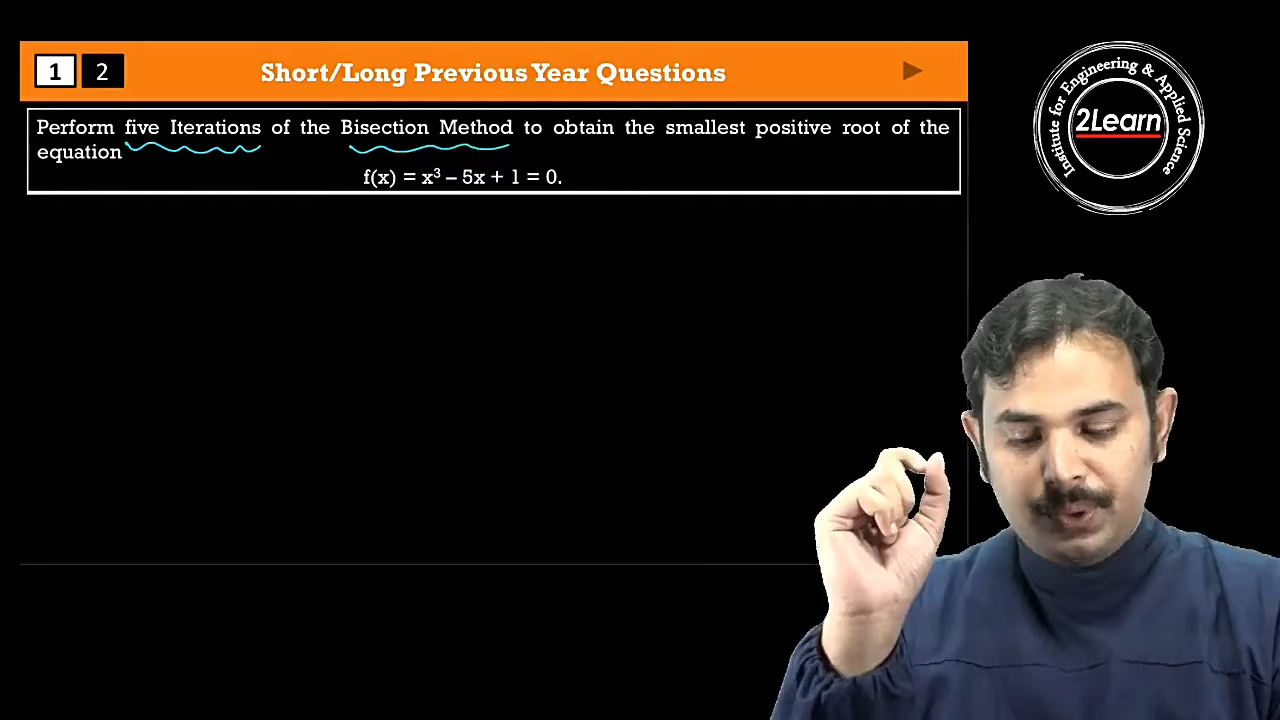 1 2 Short/Long Previous Year Questions
Perform five Iterations of the Bisection Method to obtain the smallest positive root of the
equation
f(x) = x³ – 5x + 1 = 0.
Institute for Engineering & Applied Science
2Learn